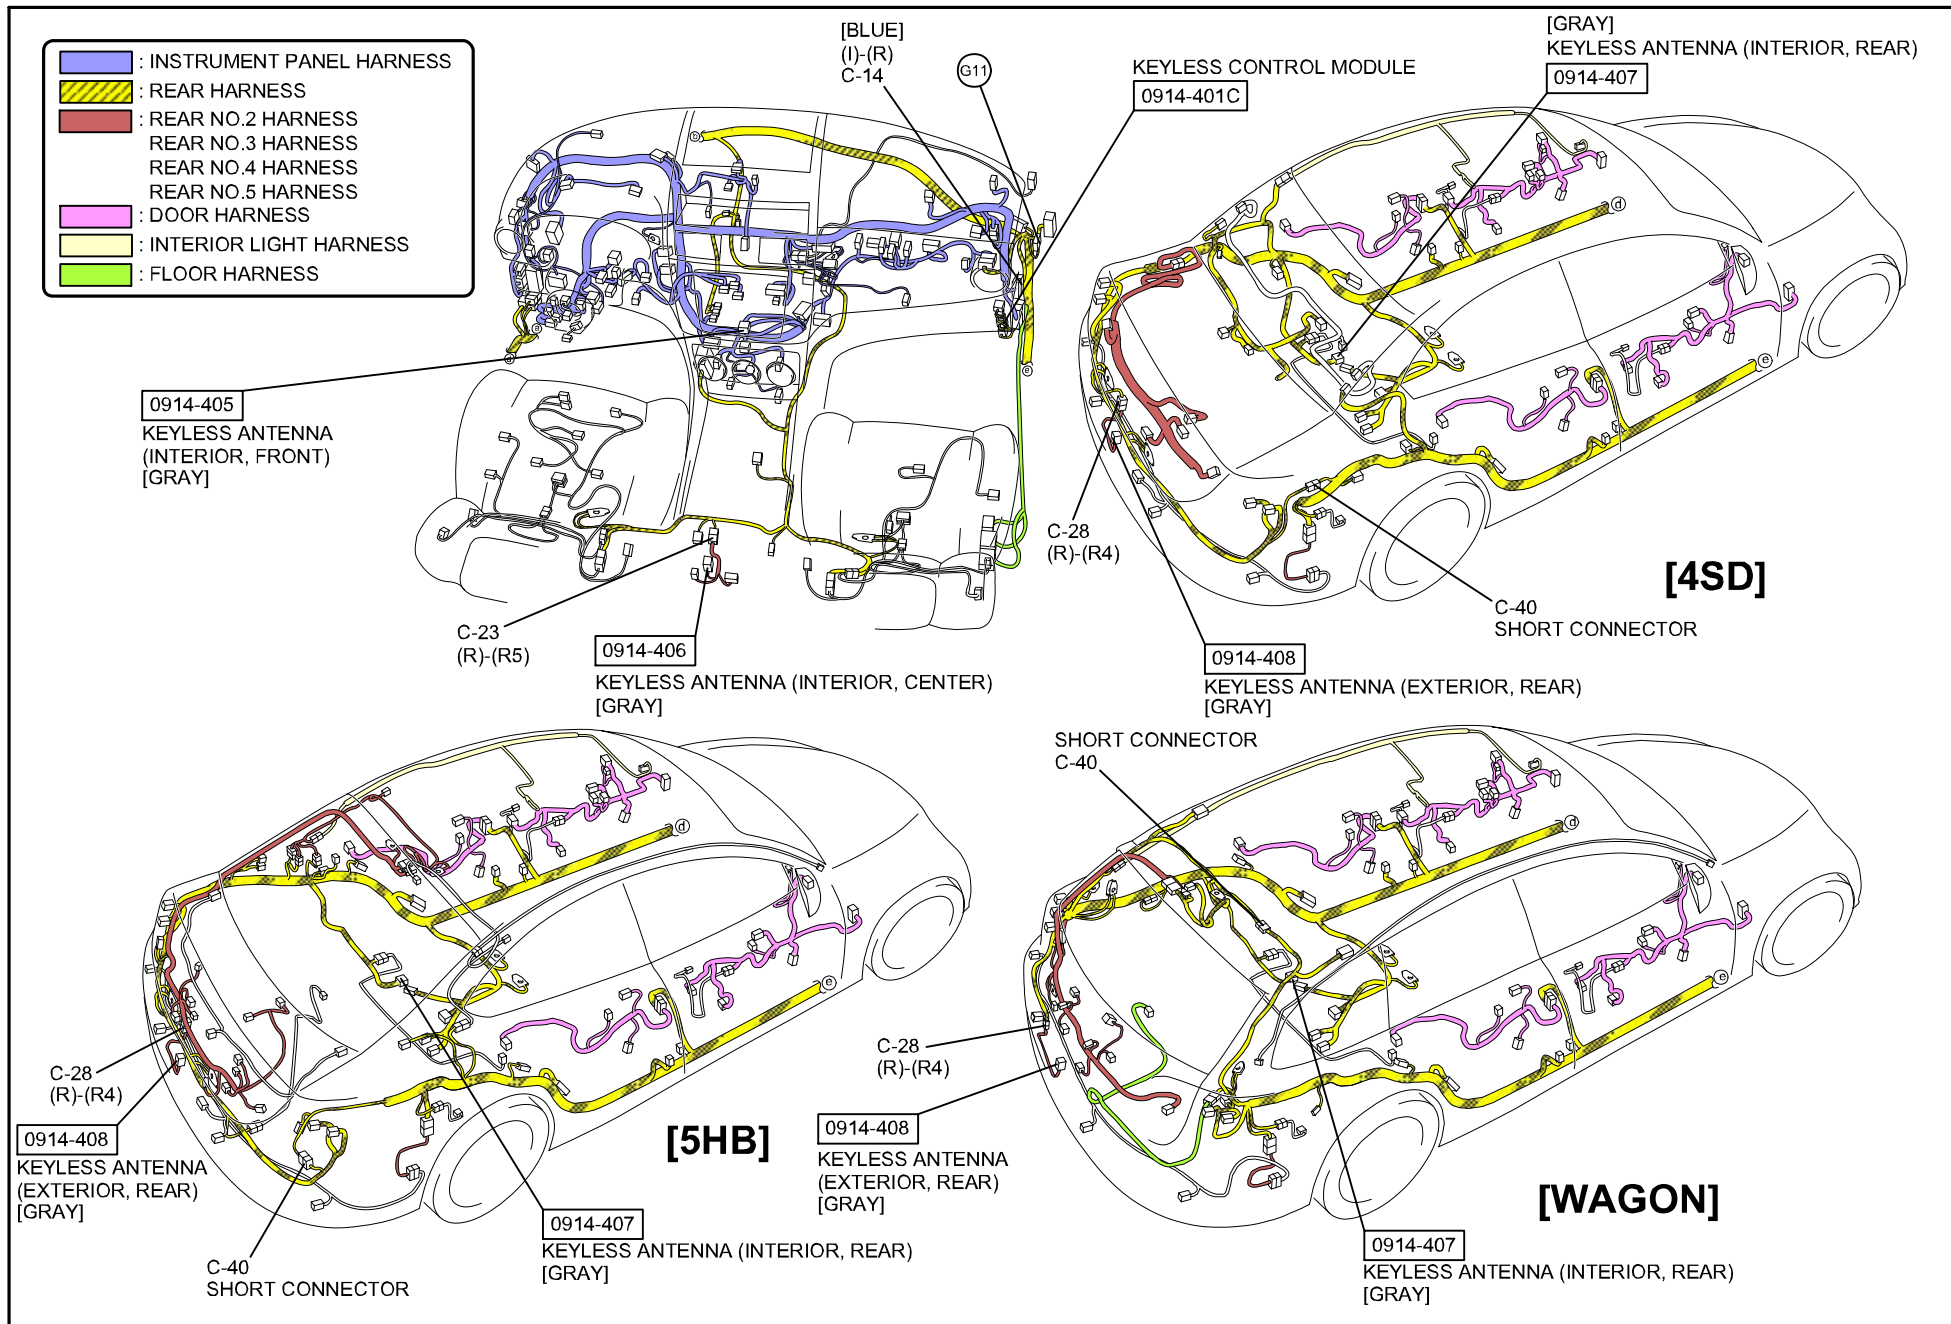 : INSTRUMENT PANEL HARNESS
: REAR HARNESS
: REAR NO.2 HARNESS
REAR NO.3 HARNESS
REAR NO.4 HARNESS
REAR NO.5 HARNESS
: DOOR HARNESS
: INTERIOR LIGHT HARNESS
: FLOOR HARNESS
[BLUE]
(I)-(R)
C-14
G11
KEYLESS CONTROL MODULE
0914-401C
[GRAY]
KEYLESS ANTENNA (INTERIOR, REAR)
0914-407
d
e
0914-405
KEYLESS ANTENNA
(INTERIOR, FRONT)
[GRAY]
C-23
(R)-(R5)
0914-406
KEYLESS ANTENNA (INTERIOR, CENTER)
[GRAY]
C-28
(R)-(R4)
[4SD]
C-40
SHORT CONNECTOR
0914-408
KEYLESS ANTENNA (EXTERIOR, REAR)
[GRAY]
d
e
C-28
(R)-(R4)
0914-408
KEYLESS ANTENNA
(EXTERIOR, REAR)
[GRAY]
C-40
SHORT CONNECTOR
[5HB]
0914-407
KEYLESS ANTENNA (INTERIOR, REAR)
[GRAY]
SHORT CONNECTOR
C-40
d
e
C-28
(R)-(R4)
0914-408
KEYLESS ANTENNA
(EXTERIOR, REAR)
[GRAY]
[WAGON]
0914-407
KEYLESS ANTENNA (INTERIOR, REAR)
[GRAY]